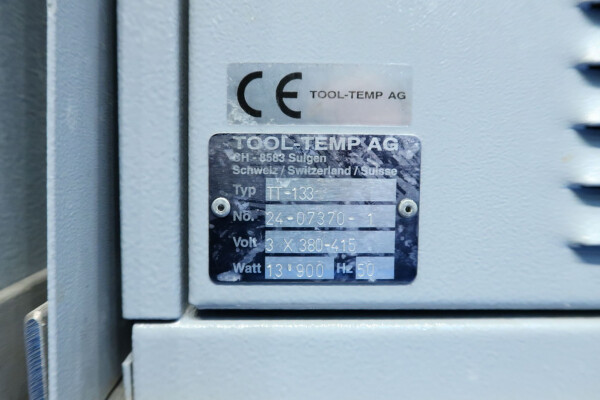 CE TOOL-TEMP AG
TOOL-TEMP AG
CH - 8583 Sulgen
Schweiz / Switzerland / Suisse
Typ TT-133
No. 24-07370- 1
Volt 3 X 380-415
Watt 13'900 Hz 50